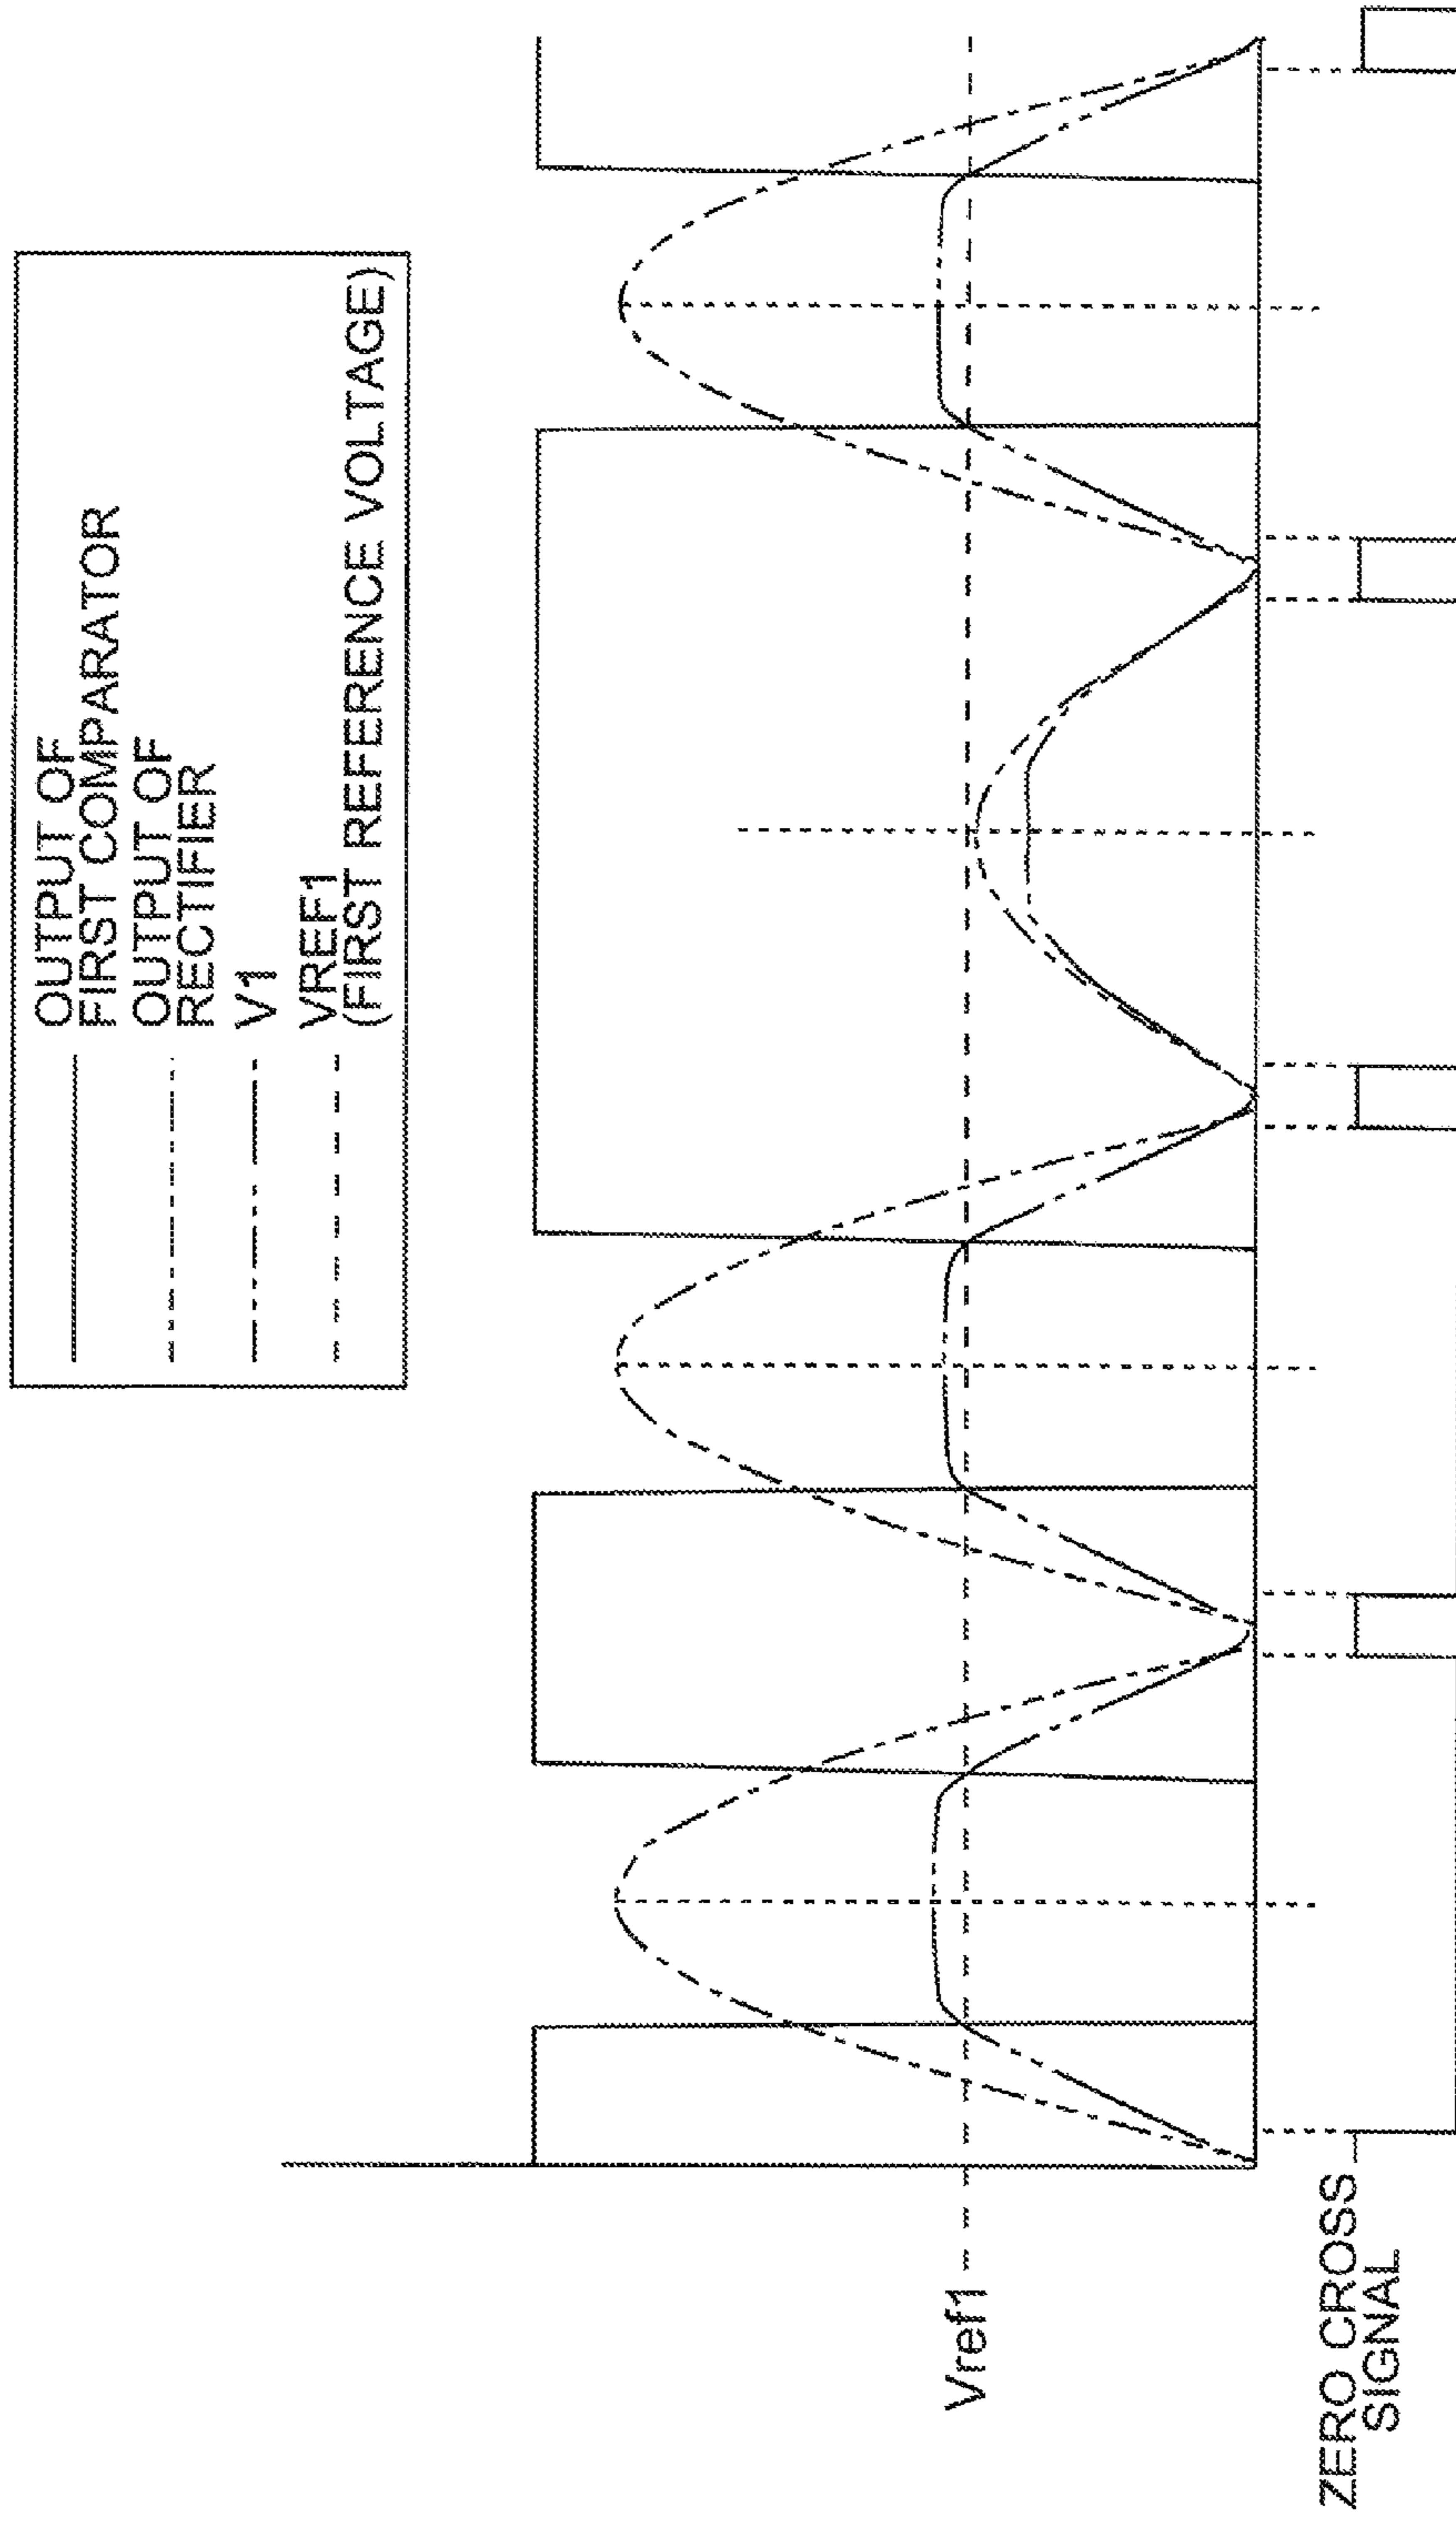 OUTPUT OF
FIRST COMPARATOR
OUTPUT OF
RECTIFIER
V1
VREF1
(FIRST REFERENCE VOLTAGE)
Vref1
ZERO CROSS
SIGNAL